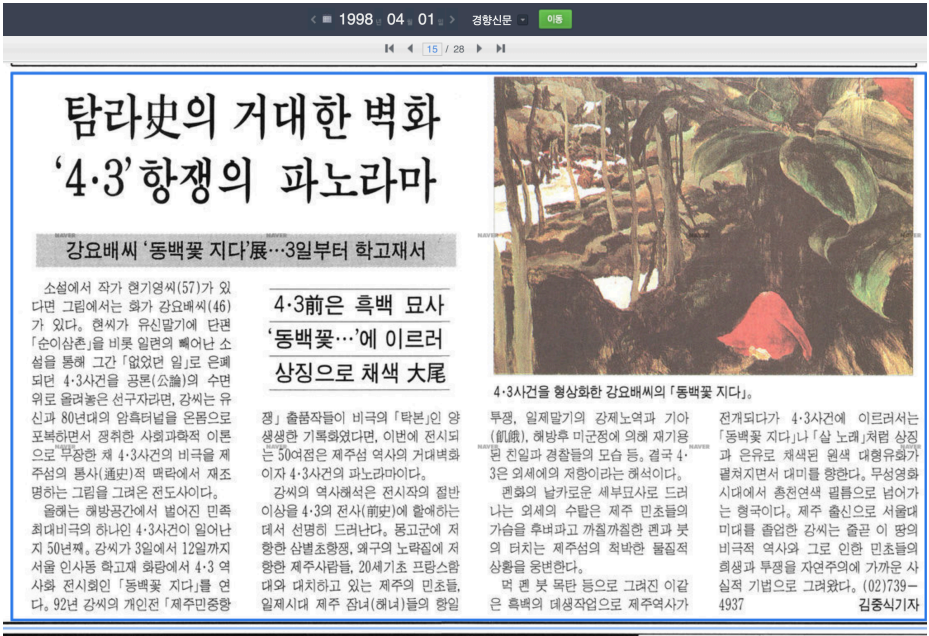 1998년 04월 01일 경향신문 이동
15 / 28
탐라史의 거대한 벽화
‘4·3’항쟁의 파노라마
강요배씨 ‘동백꽃 지다’展…3일부터 학고재서
소설에서 작가 현기영씨(57)가 있
다면 그림에서는 화가 강요배씨(46)
가 있다. 현씨가 유신말기에 단편
「순이삼촌」을 비롯 일련의 빼어난 소
설을 통해 그간 「없었던 일」로 은폐
되던 4·3사건을 공론(公論)의 수면
위로 올려놓은 선구자라면, 강씨는 유
신과 80년대의 암흑터널을 온몸으로
포복하면서 쟁취한 사회과학적 이론
으로 무장한 채 4·3사건의 비극을 제
주섬의 통사(通史)적 맥락에서 재조
명하는 그림을 그려온 전도사이다.
올해는 해방공간에서 벌어진 민족
최대비극의 하나인 4·3사건이 일어난
지 50년째. 강씨가 3일에서 12일까지
서울 인사동 학고재 화랑에서 4·3 역
사화 전시회인 「동백꽃 지다」를 연
다. 92년 강씨의 개인전 「제주민중항
4·3前은 흑백 묘사
‘동백꽃…’에 이르러
상징으로 채색 大尾
쟁」 출품작들이 비극의 「탁본」인 양
생생한 기록화였다면, 이번에 전시되
는 50여점은 제주섬 역사의 거대벽화
이자 4·3사건의 파노라마이다.
강씨의 역사해석은 전시작의 절반
이상을 4·3의 전사(前史)에 할애하는
데서 선명히 드러난다. 몽고군에 저
항한 삼별초항쟁, 왜구의 노략질에 저
항한 제주사람들, 20세기초 프랑스함
대와 대치하고 있는 제주의 민초들,
일제시대 제주 잠녀(해녀)들의 항일
4·3사건을 형상화한 강요배씨의 「동백꽃 지다」.
투쟁, 일제말기의 강제노역과 기아
(飢餓), 해방후 미군정에 의해 재기용
된 친일파 경찰들의 모습 등. 결국 4·
3은 외세에의 저항이라는 해석이다.
펜화의 날카로운 세부묘사로 드러
나는 외세의 수탈은 제주 민초들의
가슴을 후벼파고 까칠까칠한 펜과 붓
의 터치는 제주섬의 척박한 물질적
상황을 웅변한다.
먹 펜 붓 목탄 등으로 그려진 이같
은 흑백의 데생작업으로 제주역사가
전개되다가 4·3사건에 이르러서는
「동백꽃 지다」나 「살 노래」처럼 상징
과 은유로 채색된 원색 대형유화가
펼쳐지면서 대미를 향한다. 무성영화
시대에서 총천연색 필름으로 넘어가
는 형국이다. 제주 출신으로 서울대
미대를 졸업한 강씨는 줄곧 이 땅의
비극적 역사와 그로 인한 민초들의
희생과 투쟁을 자연주의에 가까운 사
실적 기법으로 그려왔다. (02)739―
4937
김중식기자